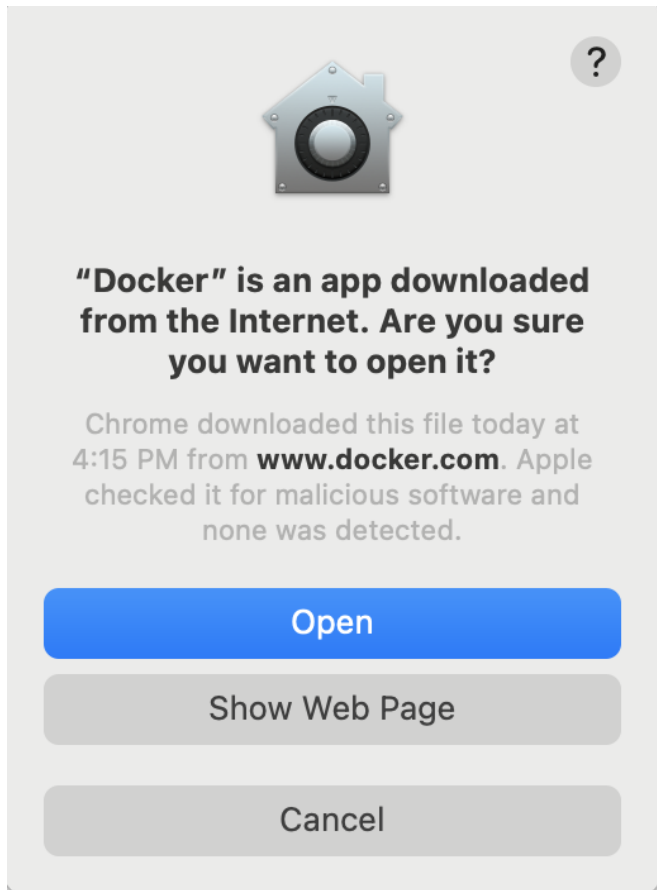 ?
“Docker” is an app downloaded
from the Internet. Are you sure
you want to open it?
Chrome downloaded this file today at
4:15 PM from www.docker.com. Apple
checked it for malicious software and
none was detected.
Open
Show Web Page
Cancel